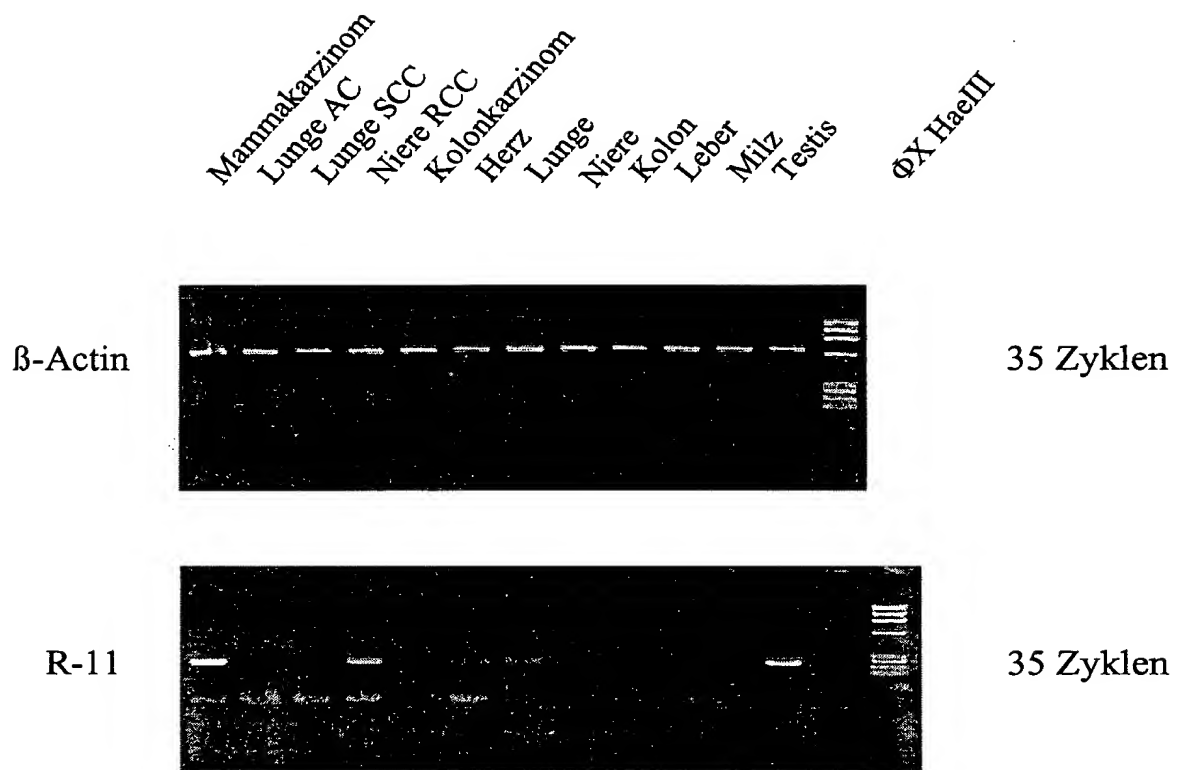 Mammakarzinom
Lunge AC
Lunge SCC
Niere RCC
Kolonkarzinom
Herz
Lunge
Niere
Kolon
Leber
Milz
Testis
ΦX HaeIII
ß-Actin
35 Zyklen
R-11
35 Zyklen